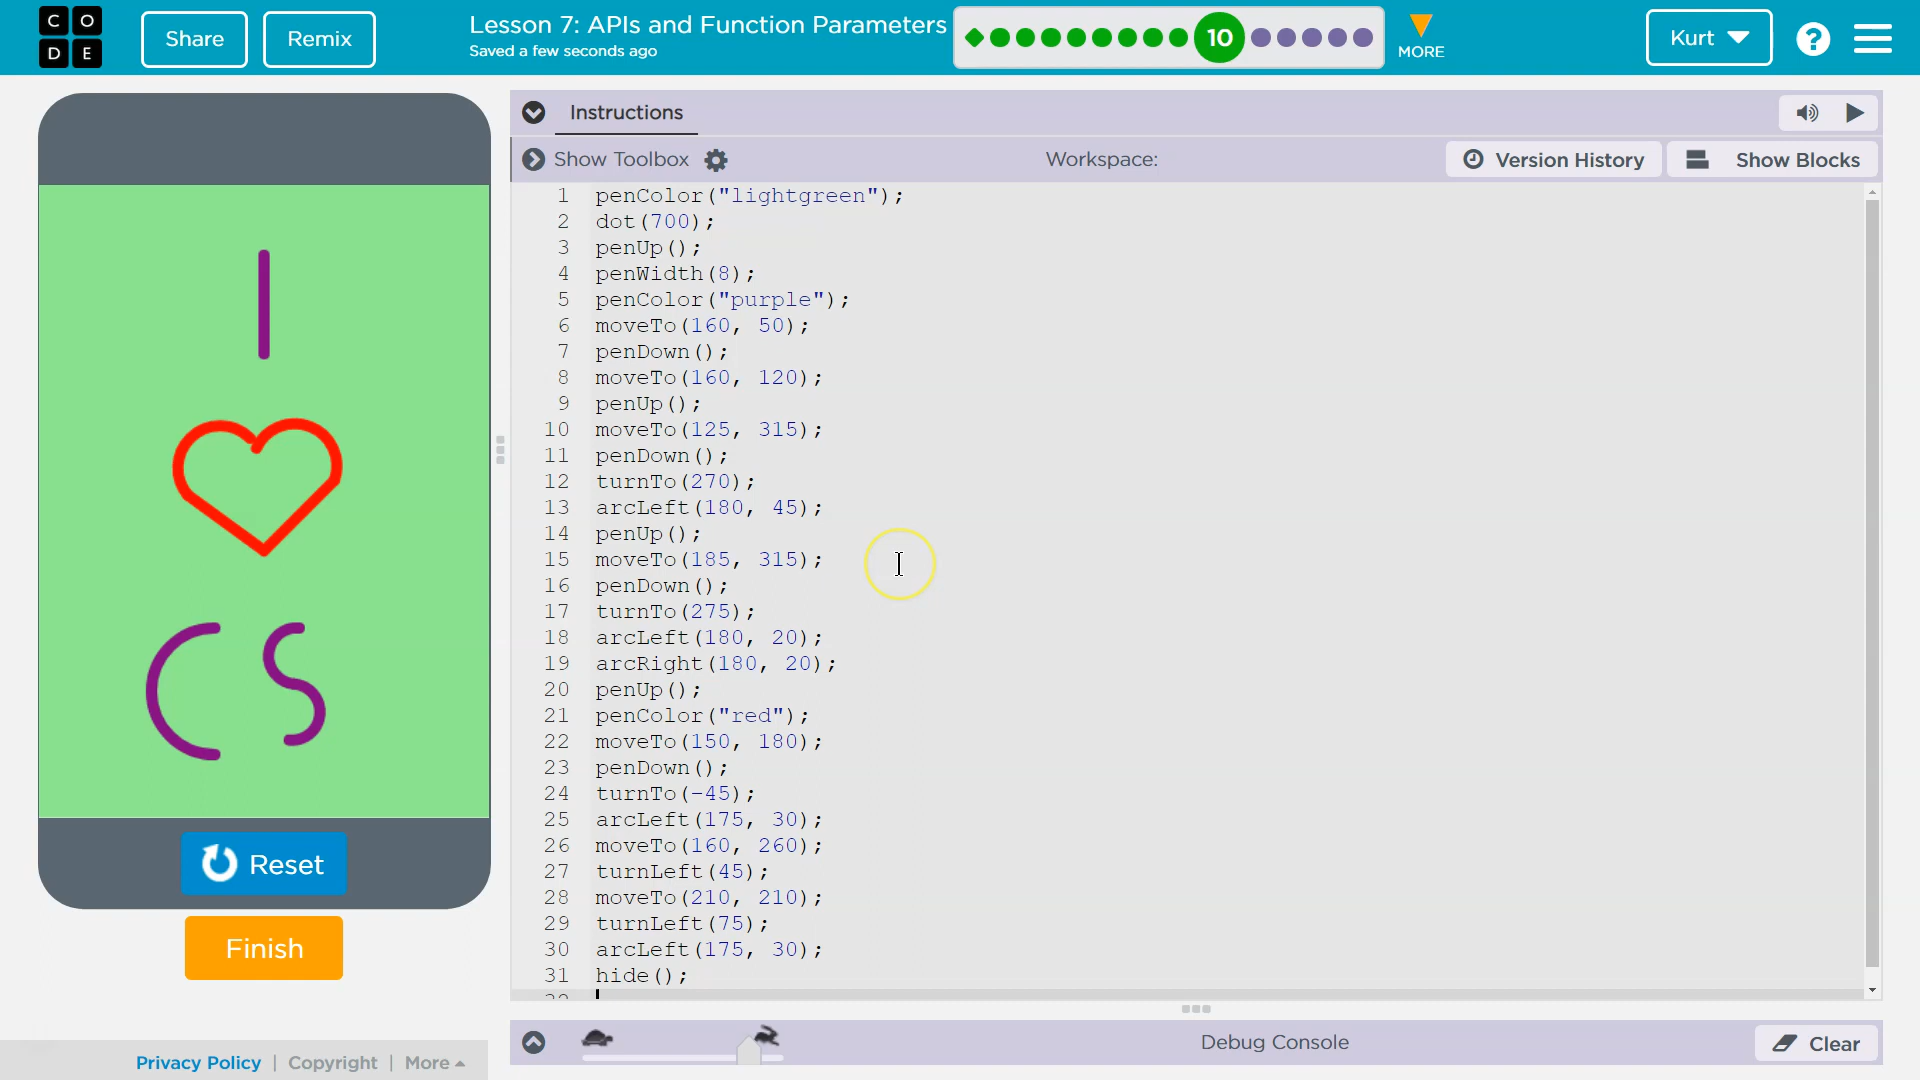 CODE
Share
Remix
Lesson 7: APIs and Function Parameters
Saved a few seconds ago
10
MORE
Kurt
?
Instructions
Show Toolbox
Workspace:
Version History
Show Blocks
1 penColor("lightgreen");
2 dot(700);
3 penUp();
4 penWidth(8);
5 penColor("purple");
6 moveTo(160, 50);
7 penDown();
8 moveTo(160, 120);
9 penUp();
10 moveTo(125, 315);
11 penDown();
12 turnTo(270);
13 arcLeft(180, 45);
14 penUp();
15 moveTo(185, 315);
16 penDown();
17 turnTo(275);
18 arcLeft(180, 20);
19 arcRight(180, 20);
20 penUp();
21 penColor("red");
22 moveTo(150, 180);
23 penDown();
24 turnTo(-45);
25 arcLeft(175, 30);
26 moveTo(160, 260);
27 turnLeft(45);
28 moveTo(210, 210);
29 turnLeft(75);
30 arcLeft(175, 30);
31 hide();
I
CS
Reset
Finish
Privacy Policy | Copyright | More
Debug Console
Clear